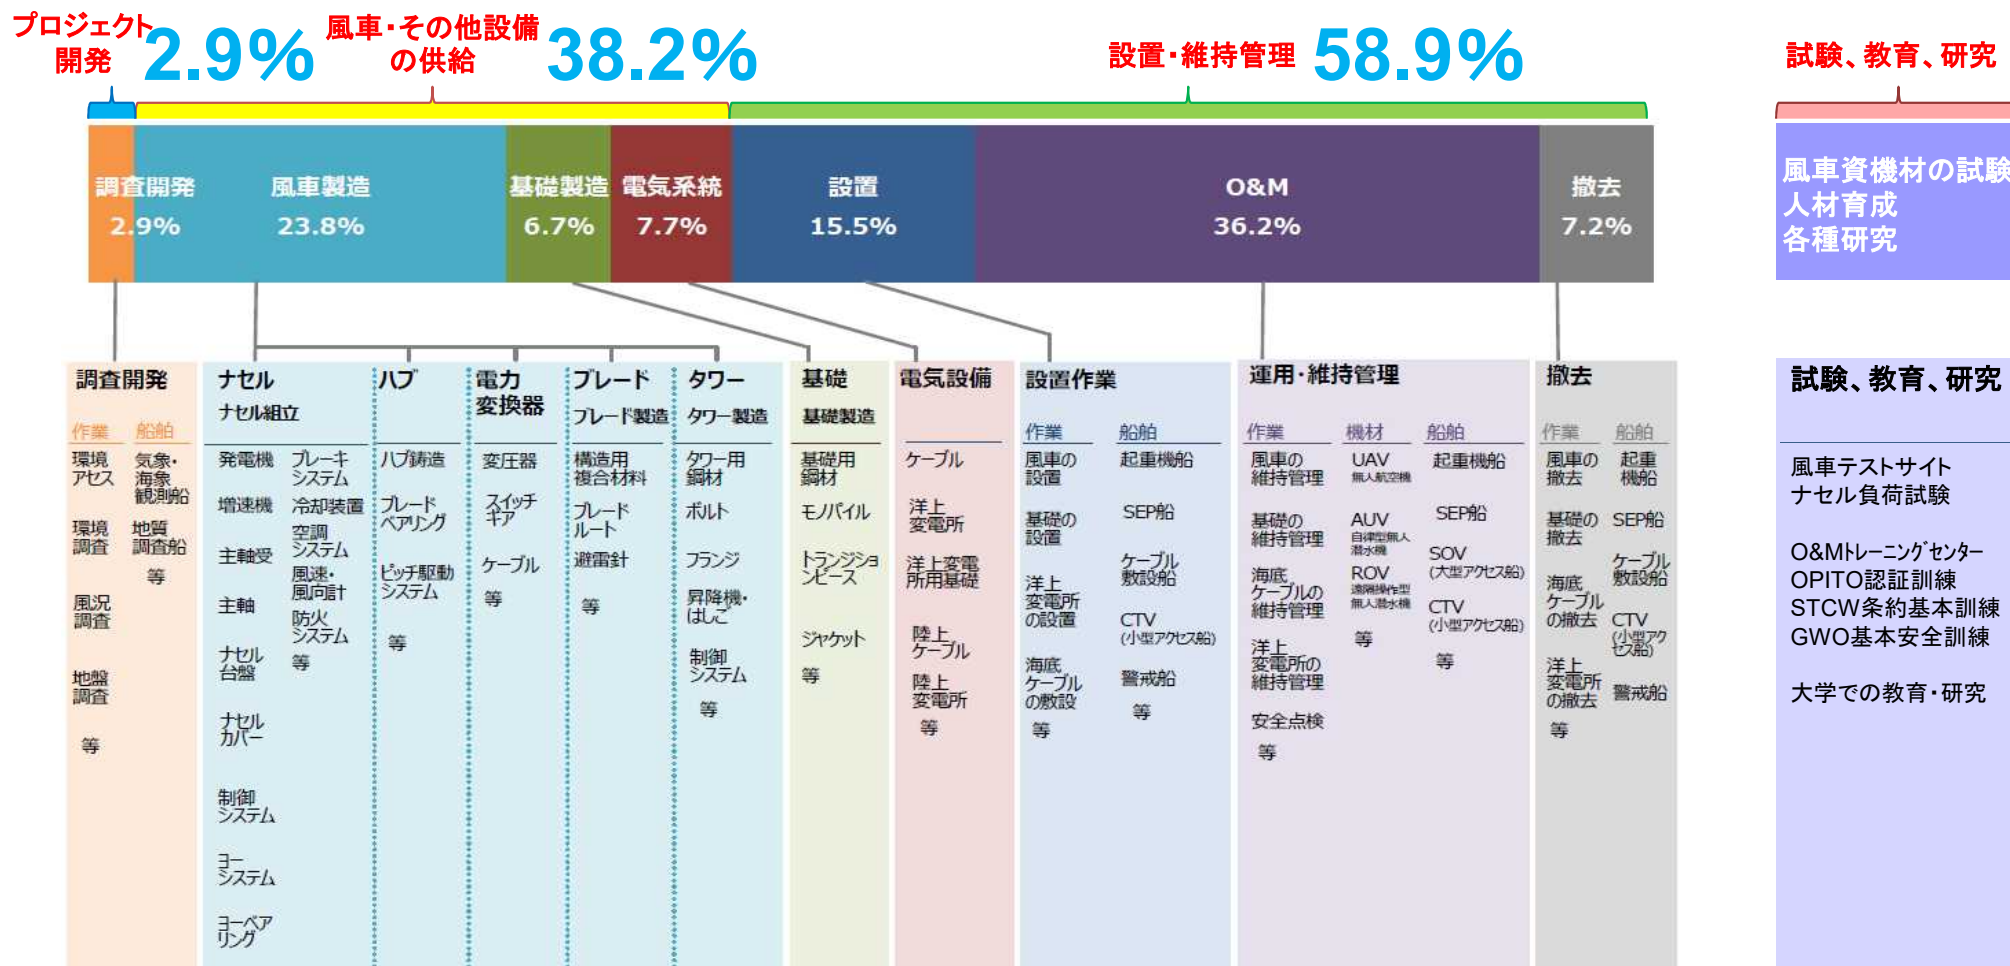 プロジェクト
開発
2.9%
風車・その他設備
の供給
38.2%
設置・維持管理 58.9%
試験、教育、研究
調査開発
2.9%
風車製造
23.8%
基礎製造
6.7%
電気系統
7.7%
設置
15.5%
O&M
36.2%
撤去
7.2%
風車資機材の試験
人材育成
各種研究
調査開発
作業
環境
アセス
環境
調査
風況
調査
地盤
調査
等
船舶
気象・
海象
観測船
地質
調査船
等
ナセル
ナセル組立
発電機
増速機
主軸受
主軸
ナセル
台盤
ナセル
カバー
制御
システム
ヨー
システム
ヨーベア
リング
ブレーキ
システム
冷却装置
空調
システム
風速・
風向計
防火
システム
等
ハブ
ハブ鋳造
ブレード
ベアリング
ピッチ駆動
システム
等
電力
変換器
変圧器
スイッチ
ギア
ケーブル
等
ブレード
ブレード製造
構造用
複合材料
ブレード
ルート
避雷針
等
タワー
タワー製造
タワー用
鋼材
ボルト
フランジ
昇降機・
はしご
制御
システム
等
基礎
基礎製造
基礎用
鋼材
モノパイル
トランジショ
ンピース
ジャケット
等
電気設備
ケーブル
洋上
変電所
洋上変電
所用基礎
陸上
ケーブル
陸上
変電所
等
設置作業
作業
風車の
設置
基礎の
設置
洋上
変電所
の設置
海底
ケーブル
の敷設
等
船舶
起重機船
SEP船
ケーブル
敷設船
CTV
(小型アクセス船)
警戒船
等
運用・維持管理
作業
風車の
維持管理
基礎の
維持管理
海底
ケーブルの
維持管理
洋上
変電所の
維持管理
安全点検
等
機材
UAV
無人航空機
AUV
自律型無人
潜水機
ROV
遠隔操作型
無人潜水機
等
船舶
起重機船
SEP船
SOV
(大型アクセス船)
CTV
(小型アクセス船)
等
撤去
作業
風車の
撤去
基礎の
撤去
海底
ケーブル
の撤去
洋上
変電所
の撤去
等
船舶
起重
機船
SEP船
ケーブル
敷設船
CTV
(小型アク
セス船)
警戒船
試験、教育、研究
風車テストサイト
ナセル負荷試験
O&Mトレーニングセンター
OPITO認証訓練
STCW条約基本訓練
GWO基本安全訓練
大学での教育・研究